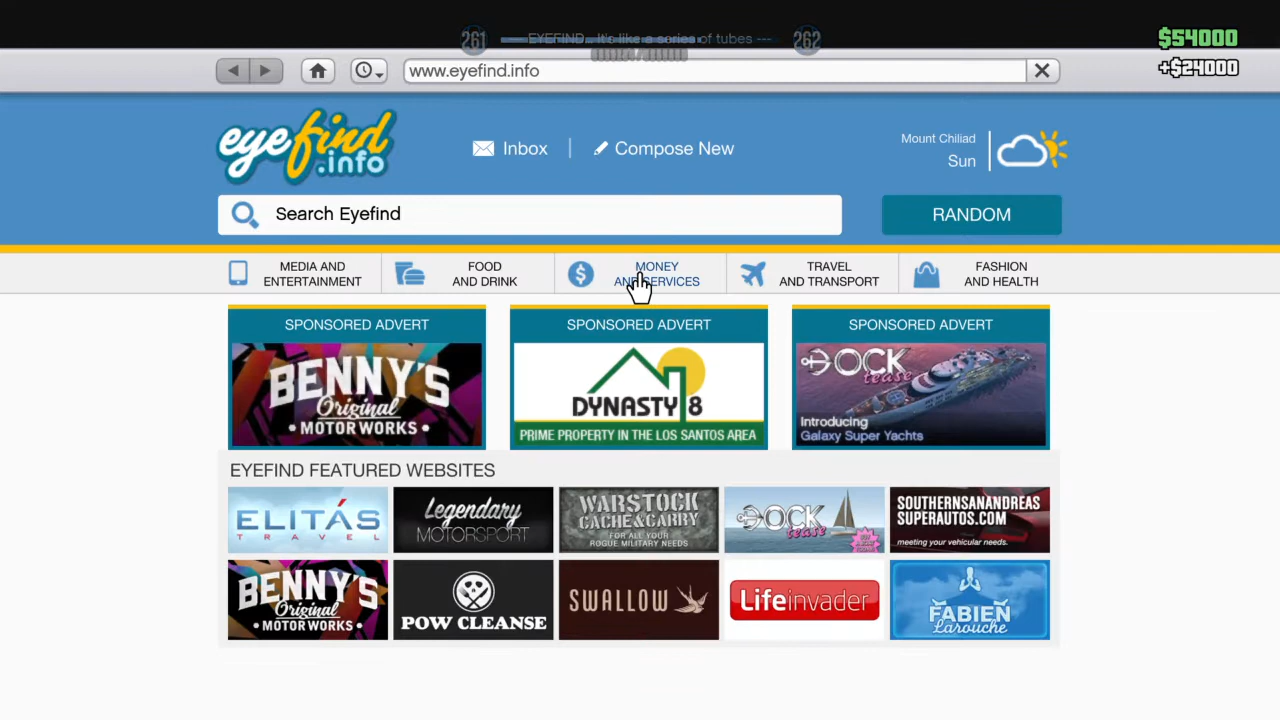 261 --- EYEFIND... It's like a series of tubes --- 262
$54000
+$24000
www.eyefind.info
eyefind.info
Inbox
Compose New
Mount Chiliad
Sun
Search Eyefind
RANDOM
MEDIA AND
ENTERTAINMENT
FOOD
AND DRINK
MONEY
AND SERVICES
TRAVEL
AND TRANSPORT
FASHION
AND HEALTH
SPONSORED ADVERT
BENNY'S
Original
• MOTOR WORKS •
SPONSORED ADVERT
DYNASTY 8
PRIME PROPERTY IN THE LOS SANTOS AREA
SPONSORED ADVERT
DOCK
tease
Introducing
Galaxy Super Yachts
EYEFIND FEATURED WEBSITES
ELITÁS
TRAVEL
Legendary
MOTORSPORT
WARSTOCK
CACHE & CARRY
FOR ALL YOUR
ROGUE MILITARY NEEDS
DOCK
tease
SOUTHERNSANANDREAS
SUPERAUTOS.COM
meeting your vehicular needs.
BENNY'S
Original
• MOTOR WORKS •
POW CLEANSE
SWALLOW
Lifeinvader
FABIEN
Larouche